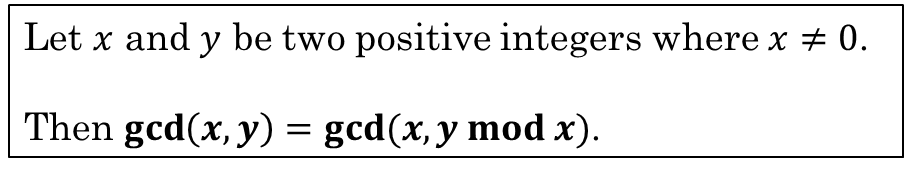 Let x and y be two positive integers where x ≠ 0.
Then gcd(x, y) = gcd(x, y mod x).